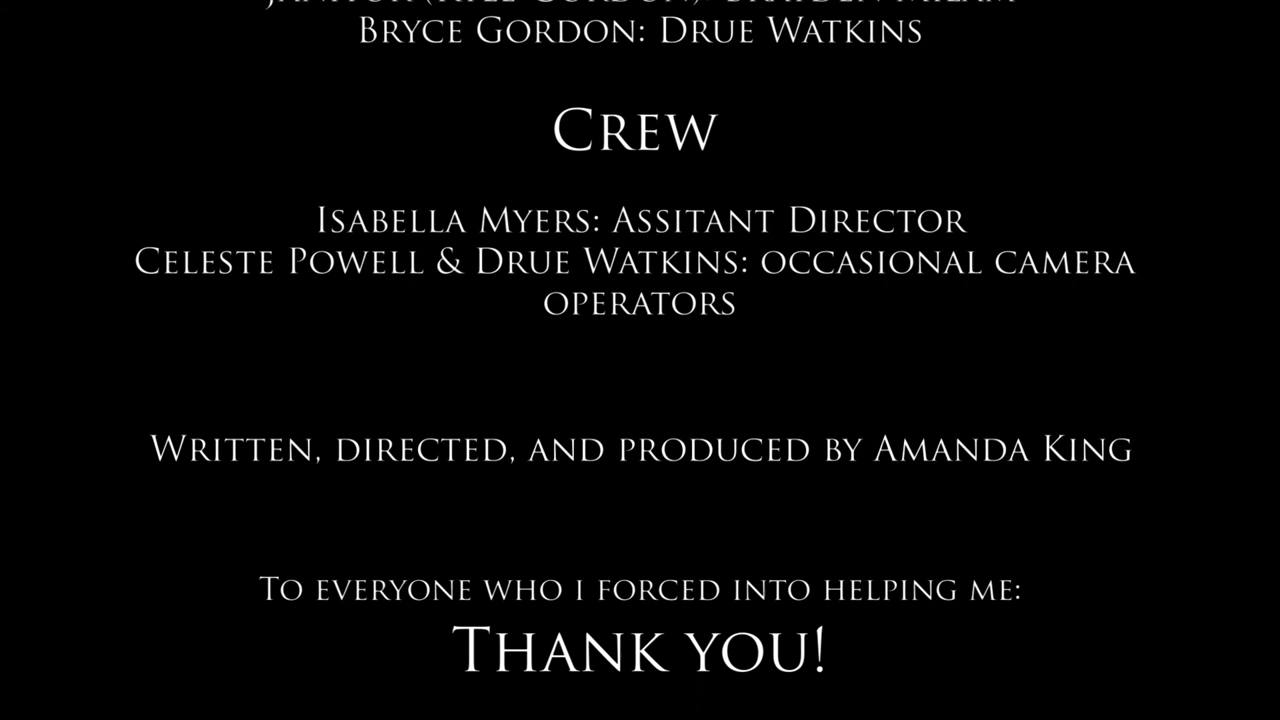 Bryce Gordon: Drue Watkins
Crew
Isabella Myers: Assitant Director
Celeste Powell & Drue Watkins: occasional camera
operators
Written, directed, and produced by Amanda King
To everyone who I forced into helping me:
Thank you!